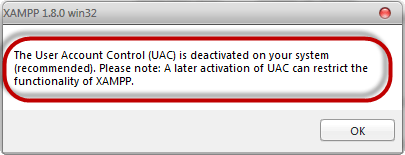 XAMPP 1.8.0 win32
The User Account Control (UAC) is deactivated on your system
(recommended). Please note: A later activation of UAC can restrict the
functionality of XAMPP.
OK